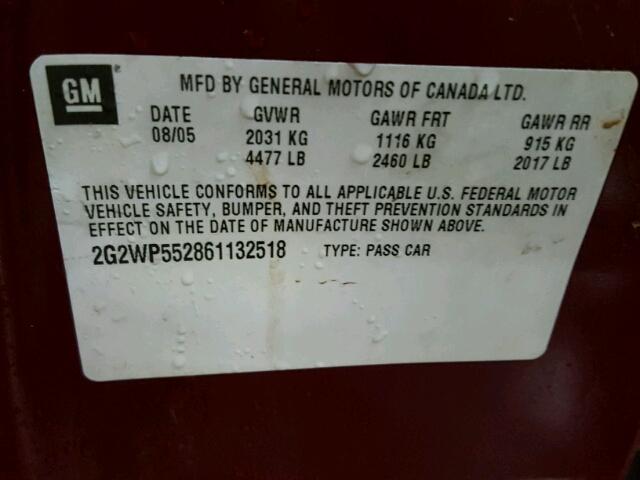 GM
MFD BY GENERAL MOTORS OF CANADA LTD.
DATE GVWR GAWR FRT GAWR RR
08/05 2031 KG 1116 KG 915 KG
4477 LB 2460 LB 2017 LB
THIS VEHICLE CONFORMS TO ALL APPLICABLE U.S. FEDERAL MOTOR
VEHICLE SAFETY, BUMPER, AND THEFT PREVENTION STANDARDS IN
EFFECT ON THE DATE OF MANUFACTURE SHOWN ABOVE.
2G2WP552861132518 TYPE: PASS CAR